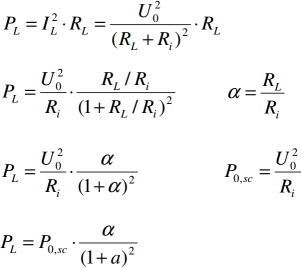 P_L = I_L^2 · R_L = U_0^2 / (R_L + R_i)^2 · R_L
P_L = U_0^2 / R_i · (R_L / R_i) / (1 + R_L / R_i)^2    α = R_L / R_i
P_L = U_0^2 / R_i · α / (1 + α)^2    P_{0,sc} = U_0^2 / R_i
P_L = P_{0,sc} · α / (1 + a)^2